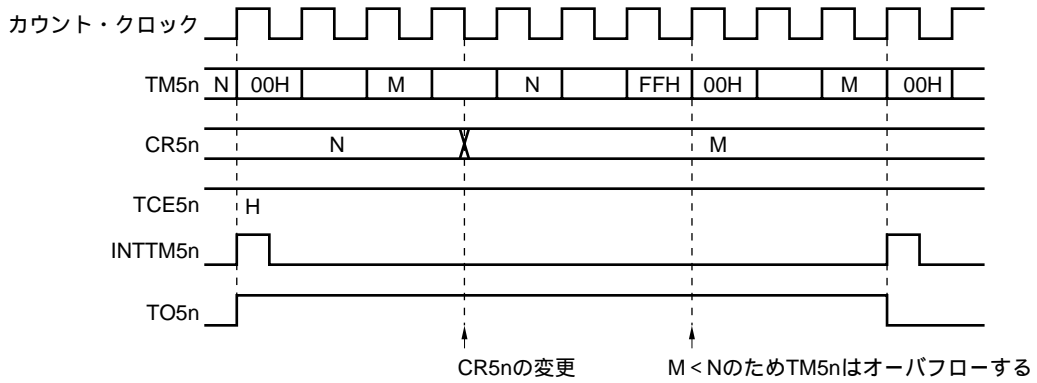 カウント・クロック
TM5n N 00H M N FFH 00H M 00H
CR5n N M
TCE5n H
INTTM5n
TO5n
CR5nの変更 M<NのためTM5nはオーバフローする